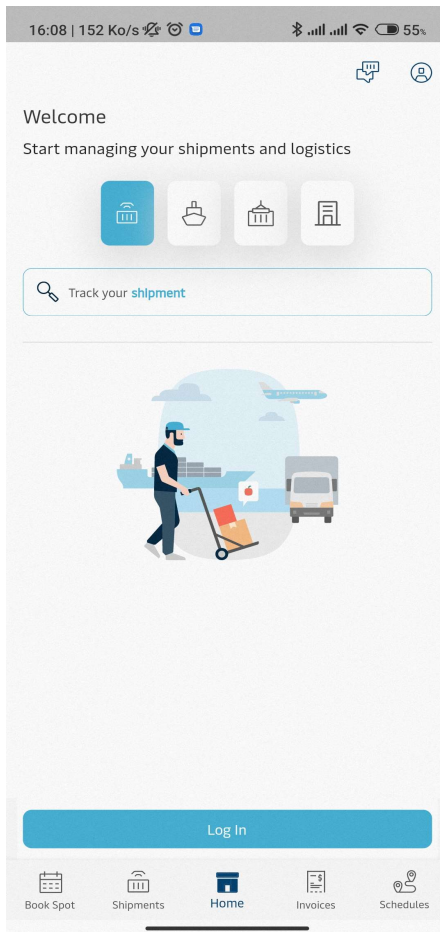 16:08 | 152 Ko/s
55%
Welcome
Start managing your shipments and logistics
Track your shipment
Log In
Book Spot
Shipments
Home
Invoices
Schedules